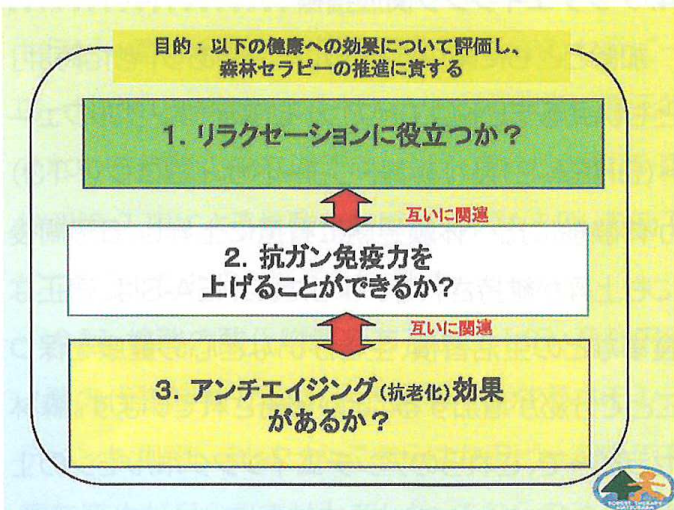 目的：以下の健康への効果について評価し、
森林セラピーの推進に資する
1. リラクセーションに役立つか？
互いに関連
2. 抗ガン免疫力を
上げることができるか？
互いに関連
3. アンチエイジング（抗老化）効果
があるか？
FOREST THERAPY